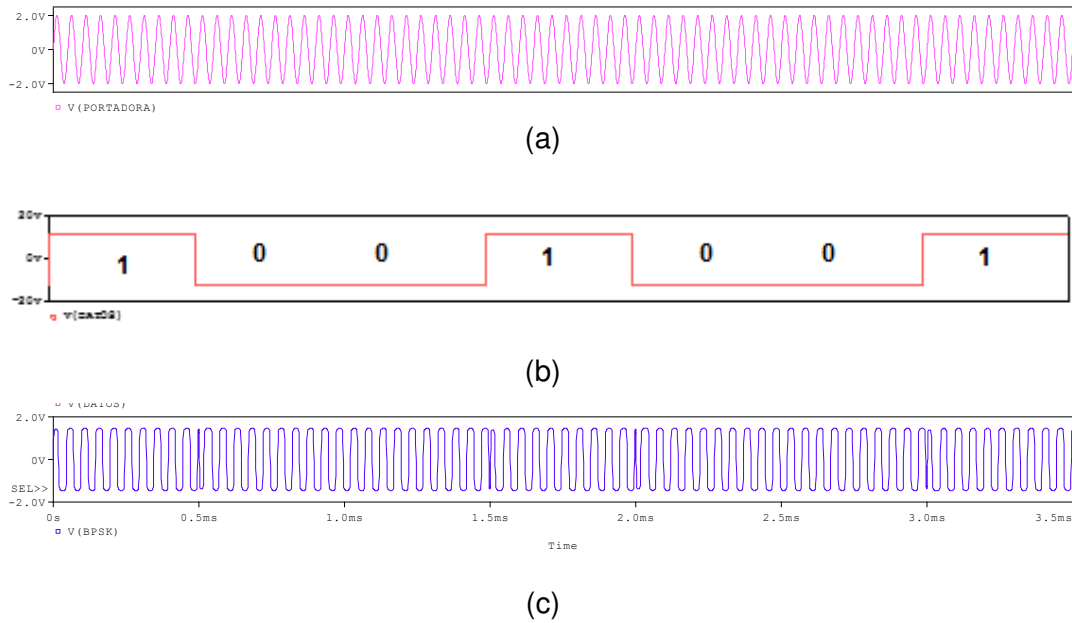 2.0V
0V
-2.0V
V(PORTADORA)
(a)
20v
0v
-20v
1 0 0 1 0 0 1
(b)
V(DATOS)
2.0V
0V
SEL>>
-2.0V
0s 0.5ms 1.0ms 1.5ms 2.0ms 2.5ms 3.0ms 3.5ms
V(BPSK)
Time
(c)